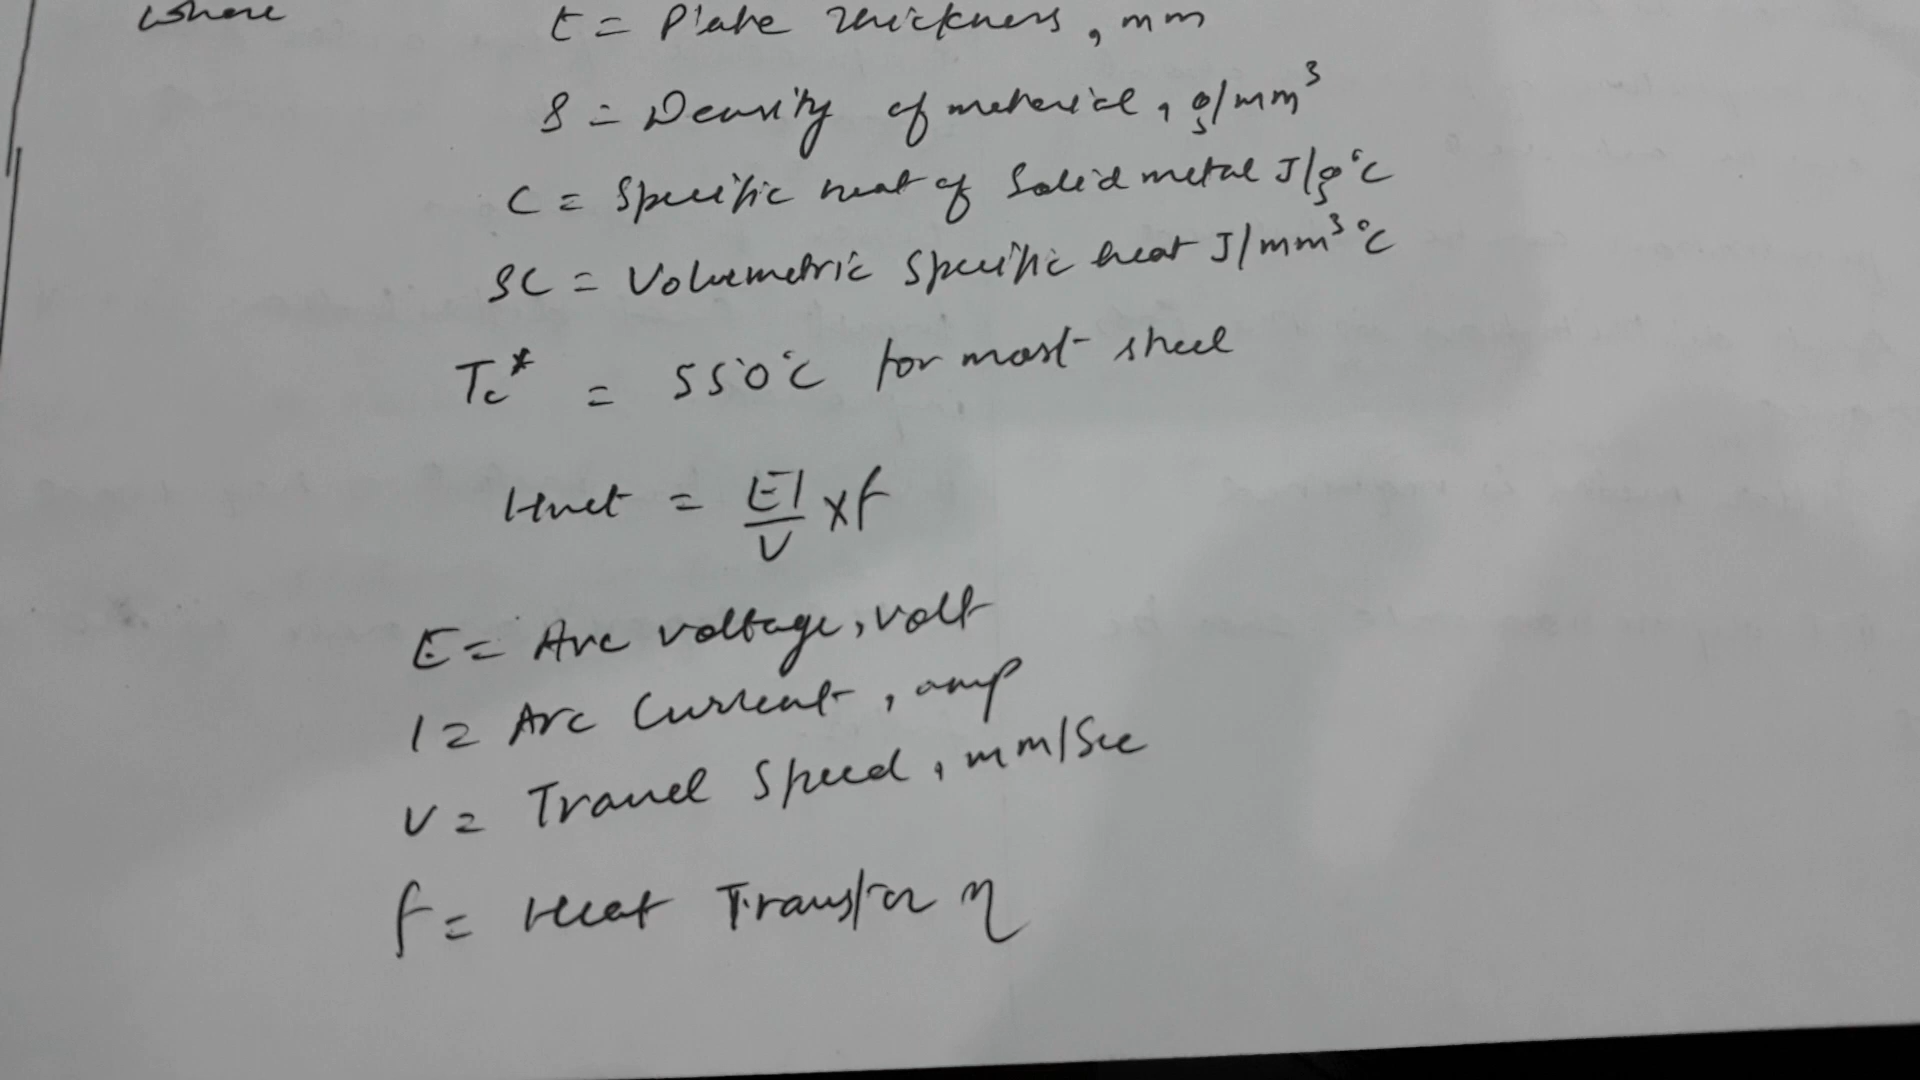 where t = Plate thickness, mm
ρ = Density of material, g/mm³
C = Specific heat of Solid metal J/g°C
ρC = Volumetric Specific heat J/mm³°C
Tc* = 550°C for most steel
Hnet = EI/V × f
E = Arc voltage, volt
I = Arc Current, amp
V = Travel Speed, mm/Sec
f = Heat Transfer η